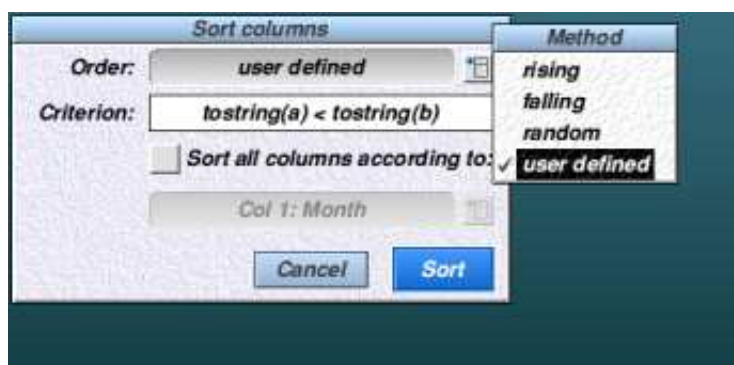 Sort columns
Order: user defined
Criterion: tostring(a) < tostring(b)
Sort all columns according to:
Col 1: Month
Cancel Sort
Method
rising
falling
random
✓ user defined